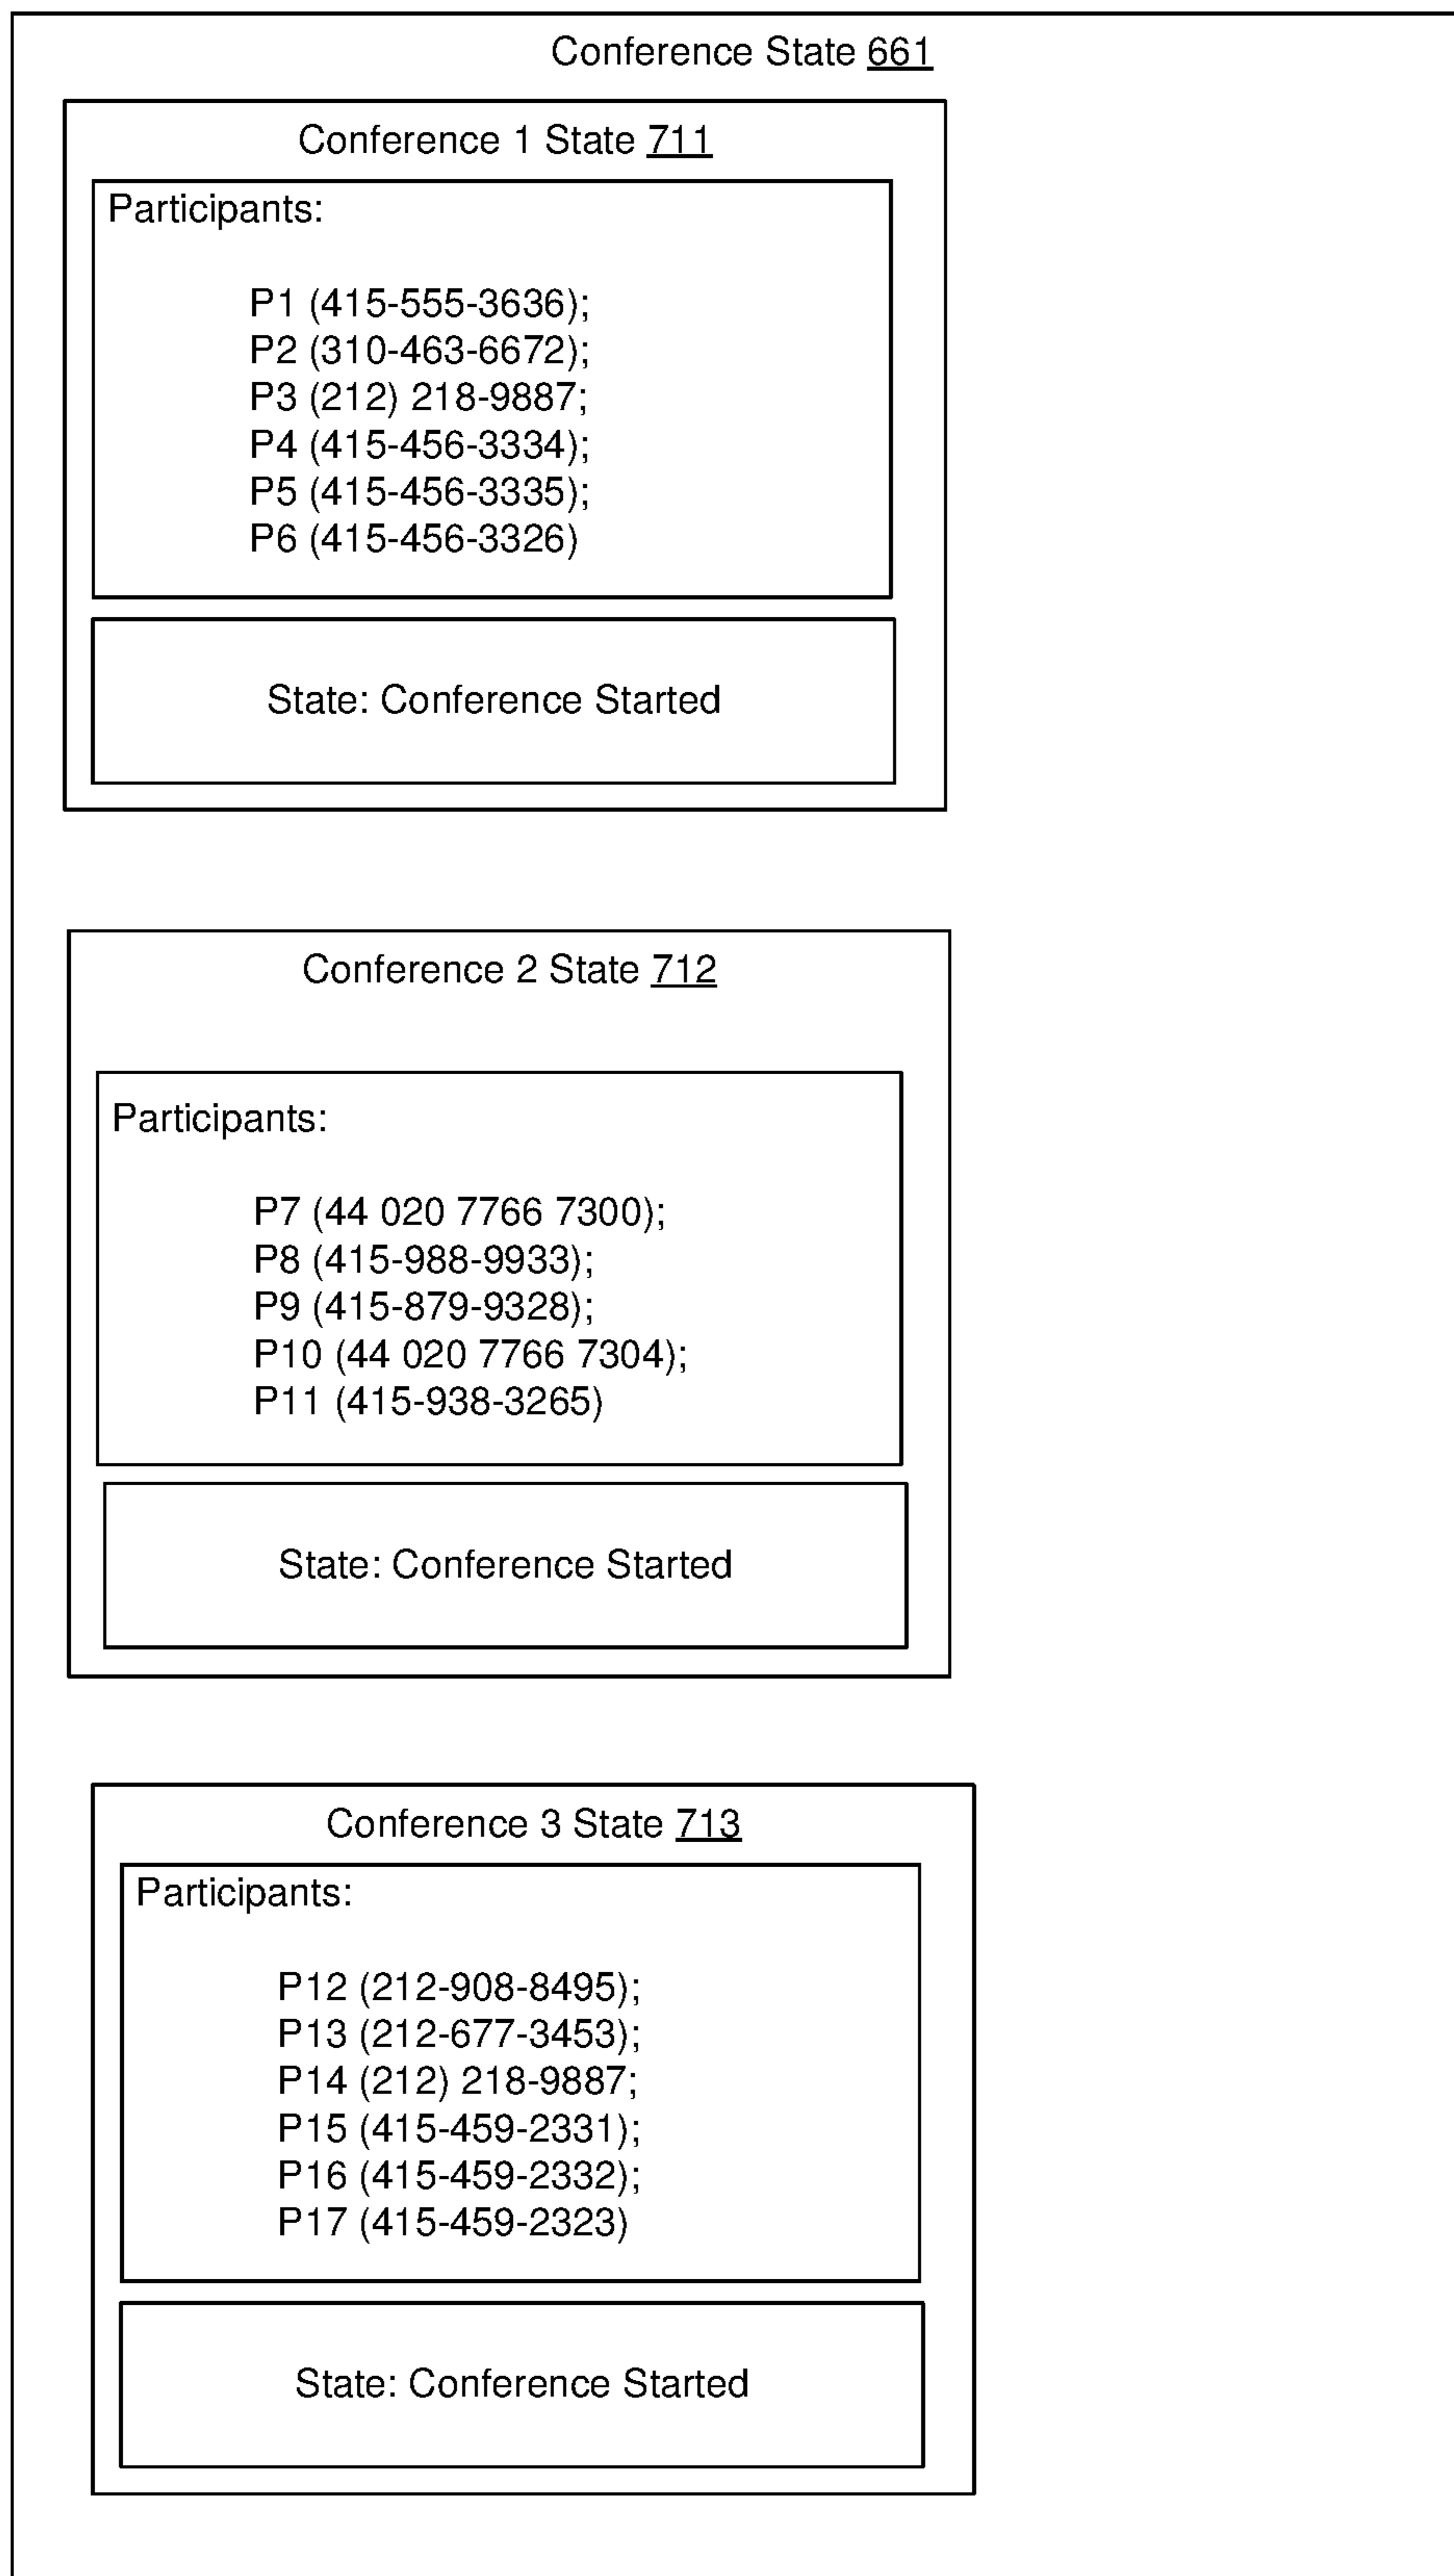 Conference State 661
Conference 1 State 711
Participants:
P1 (415-555-3636);
P2 (310-463-6672);
P3 (212) 218-9887;
P4 (415-456-3334);
P5 (415-456-3335);
P6 (415-456-3326)
State: Conference Started
Conference 2 State 712
Participants:
P7 (44 020 7766 7300);
P8 (415-988-9933);
P9 (415-879-9328);
P10 (44 020 7766 7304);
P11 (415-938-3265)
State: Conference Started
Conference 3 State 713
Participants:
P12 (212-908-8495);
P13 (212-677-3453);
P14 (212) 218-9887;
P15 (415-459-2331);
P16 (415-459-2332);
P17 (415-459-2323)
State: Conference Started